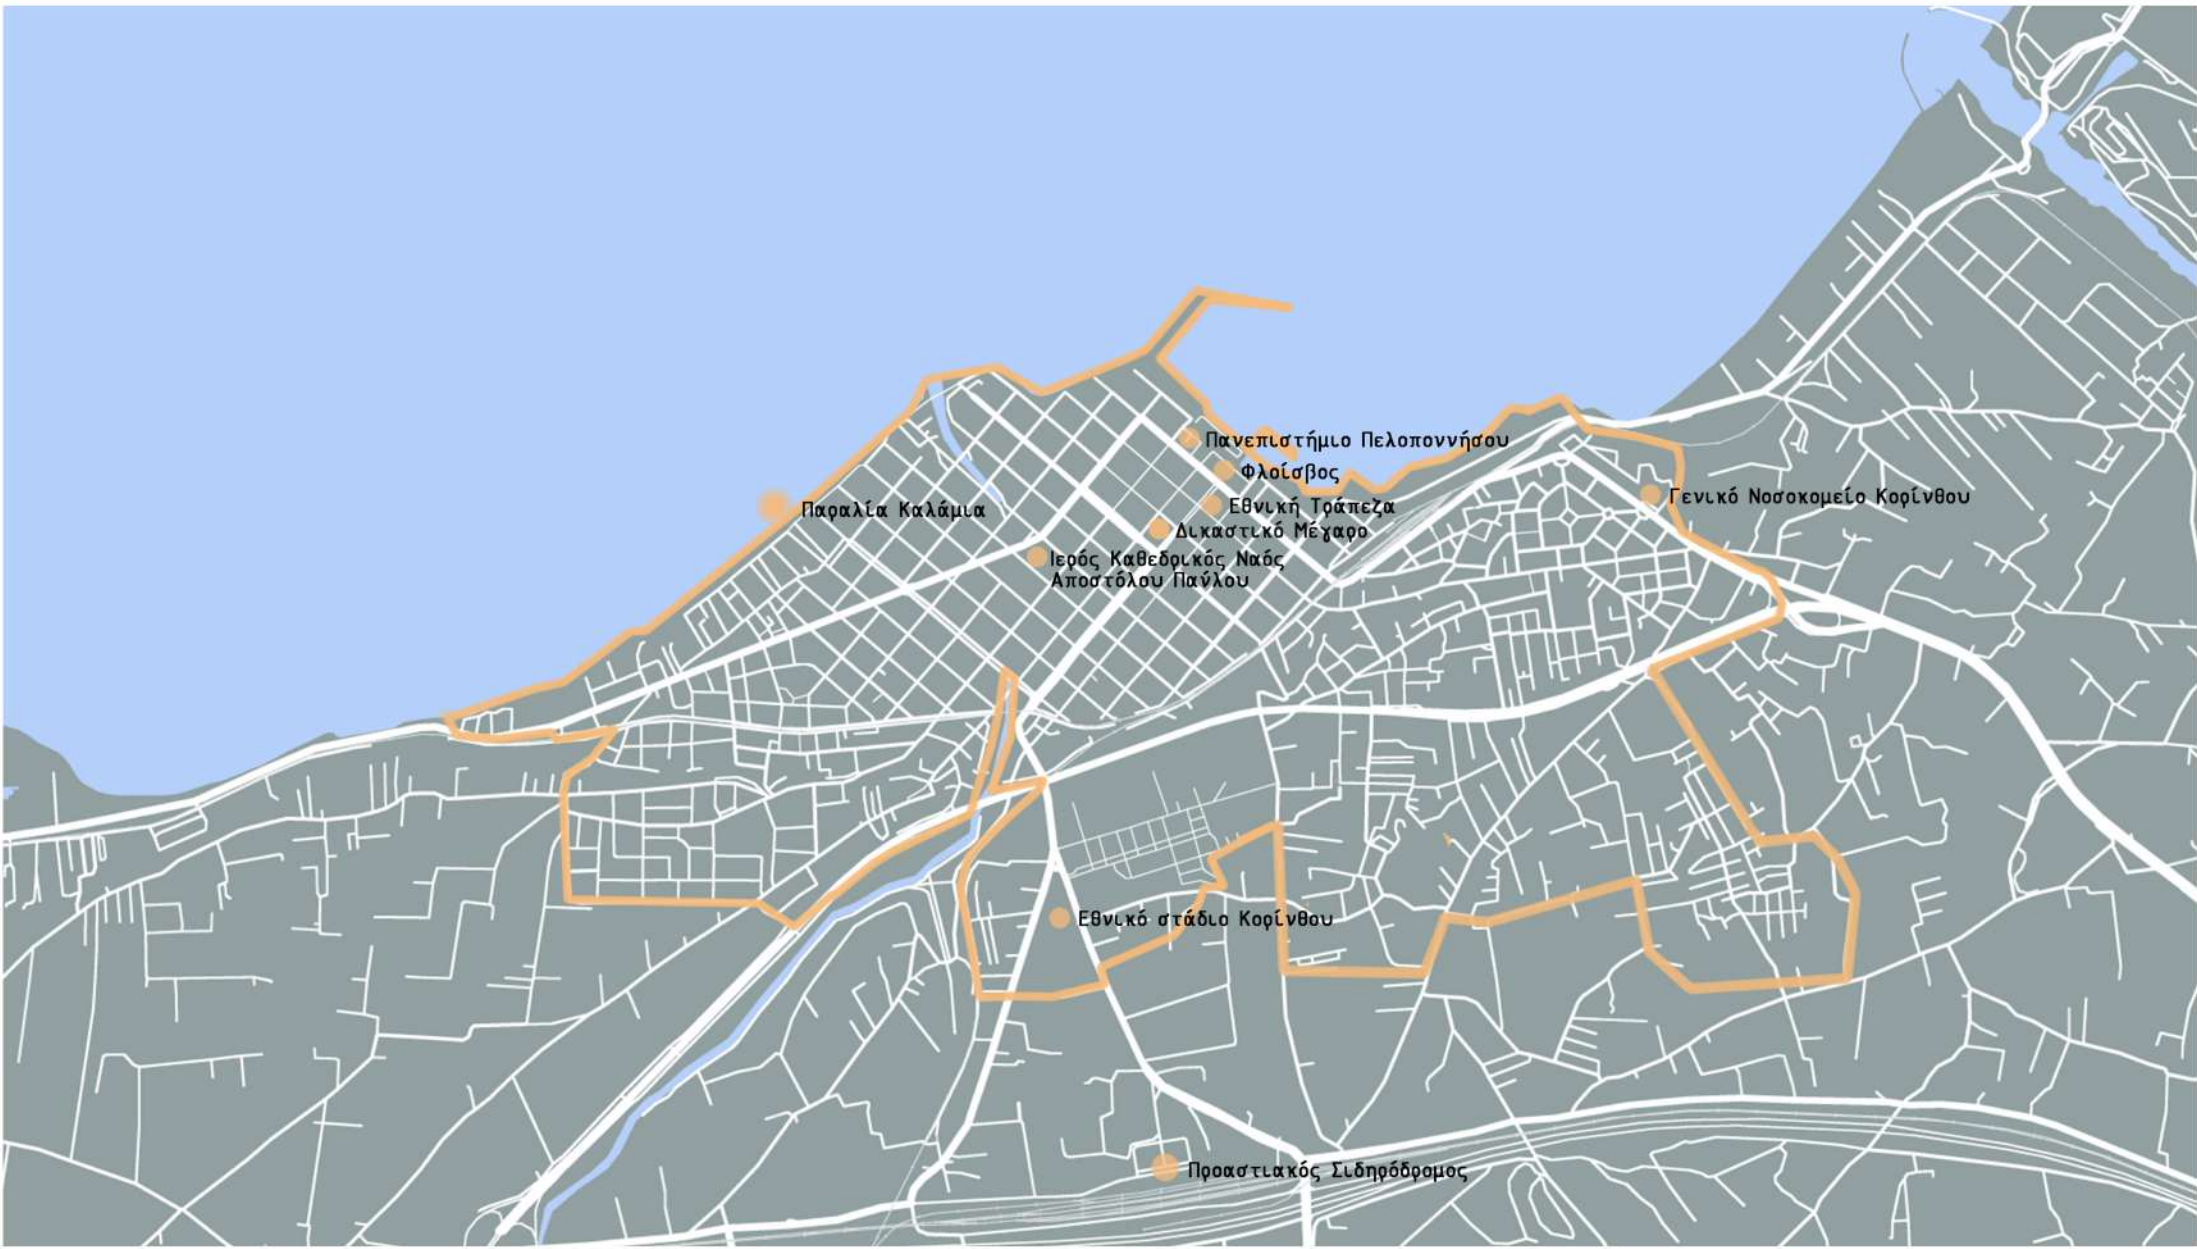 Πανεπιστήμιο Πελοποννήσου
Φλοίσβος
Παραλία Καλάμια
Εθνική Τράπεζα
Γενικό Νοσοκομείο Κορίνθου
Δικαστικό Μέγαρο
Ιερός Καθεδρικός Ναός
Αποστόλου Παύλου
Εθνικό στάδιο Κορίνθου
Προαστιακός Σιδηρόδρομος